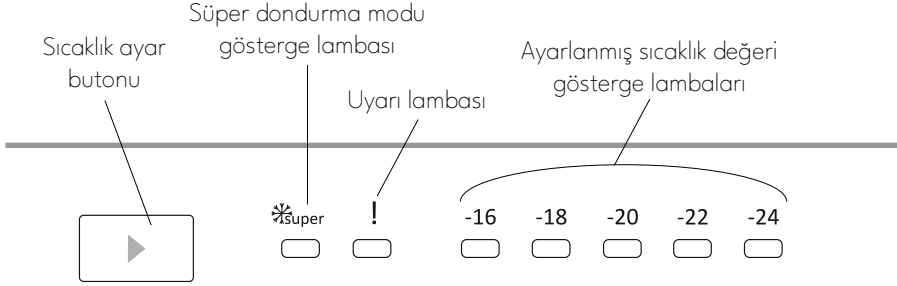 Süper dondurma modu
gösterge lambası
Sıcaklık ayar
butonu
Uyarı lambası
Ayarlanmış sıcaklık değeri
gösterge lambaları
super ! -16 -18 -20 -22 -24